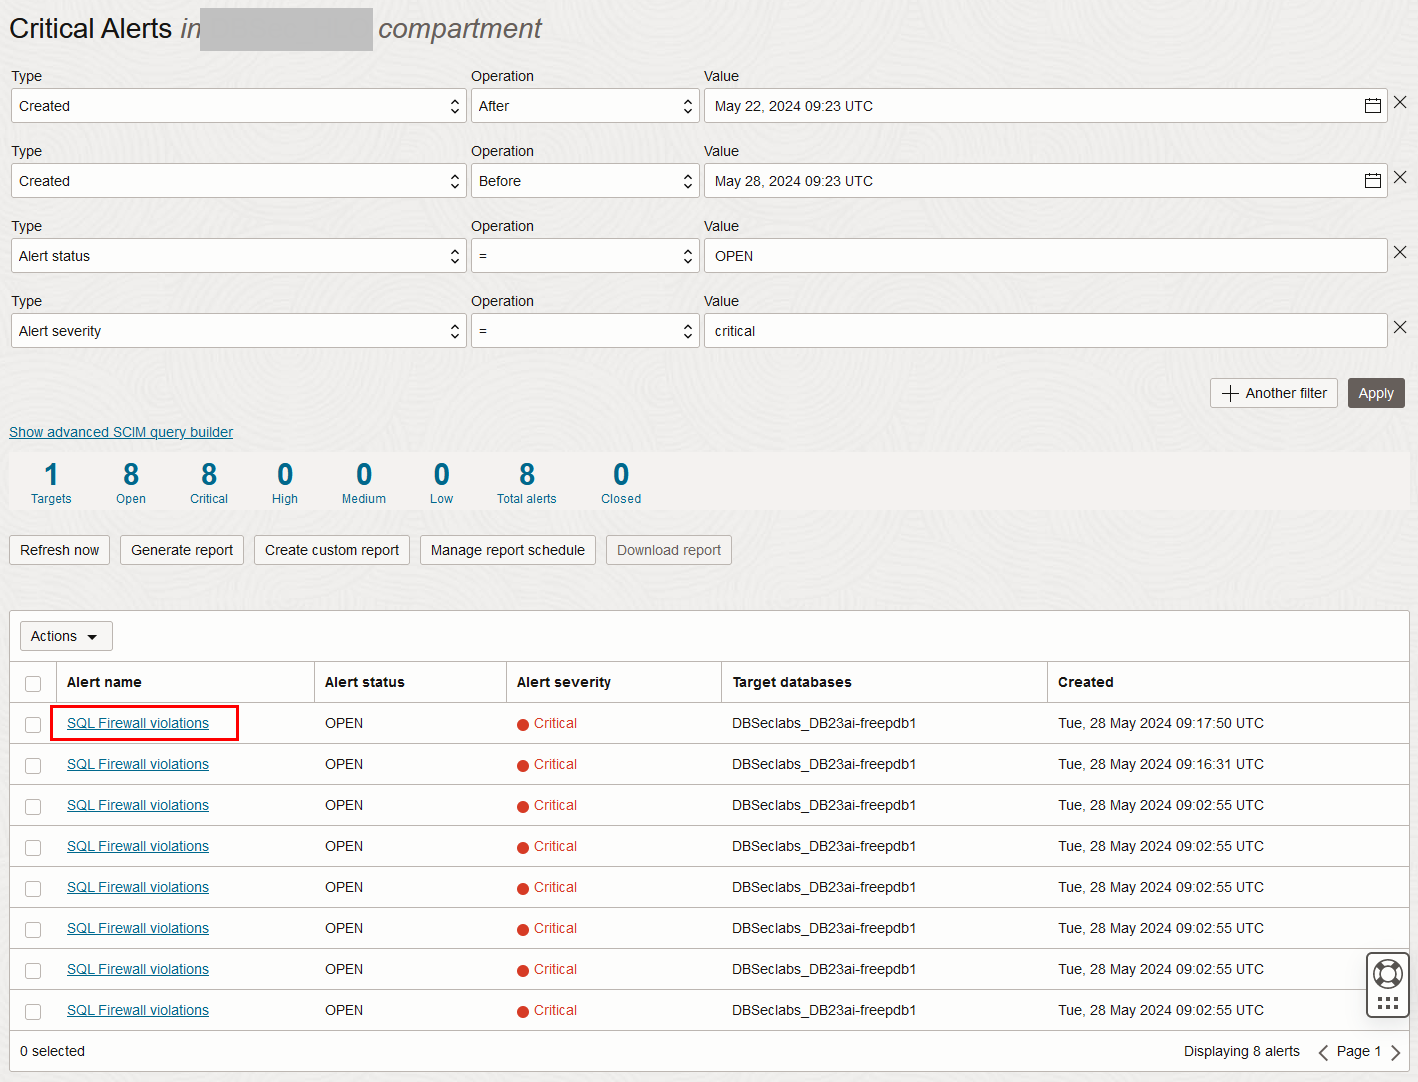 Critical Alerts in compartment
Type Operation Value
Created After May 22, 2024 09:23 UTC
Type Operation Value
Created Before May 28, 2024 09:23 UTC
Type Operation Value
Alert status = OPEN
Type Operation Value
Alert severity = critical
Another filter Apply
Show advanced SCIM query builder
1 8 8 0 0 0 8 0
Targets Open Critical High Medium Low Total alerts Closed
Refresh now Generate report Create custom report Manage report schedule Download report
Actions
Alert name Alert status Alert severity Target databases Created
SQL Firewall violations OPEN Critical DBSeclabs_DB23ai-freepdb1 Tue, 28 May 2024 09:17:50 UTC
SQL Firewall violations OPEN Critical DBSeclabs_DB23ai-freepdb1 Tue, 28 May 2024 09:16:31 UTC
SQL Firewall violations OPEN Critical DBSeclabs_DB23ai-freepdb1 Tue, 28 May 2024 09:02:55 UTC
SQL Firewall violations OPEN Critical DBSeclabs_DB23ai-freepdb1 Tue, 28 May 2024 09:02:55 UTC
SQL Firewall violations OPEN Critical DBSeclabs_DB23ai-freepdb1 Tue, 28 May 2024 09:02:55 UTC
SQL Firewall violations OPEN Critical DBSeclabs_DB23ai-freepdb1 Tue, 28 May 2024 09:02:55 UTC
SQL Firewall violations OPEN Critical DBSeclabs_DB23ai-freepdb1 Tue, 28 May 2024 09:02:55 UTC
SQL Firewall violations OPEN Critical DBSeclabs_DB23ai-freepdb1 Tue, 28 May 2024 09:02:55 UTC
0 selected Displaying 8 alerts Page 1